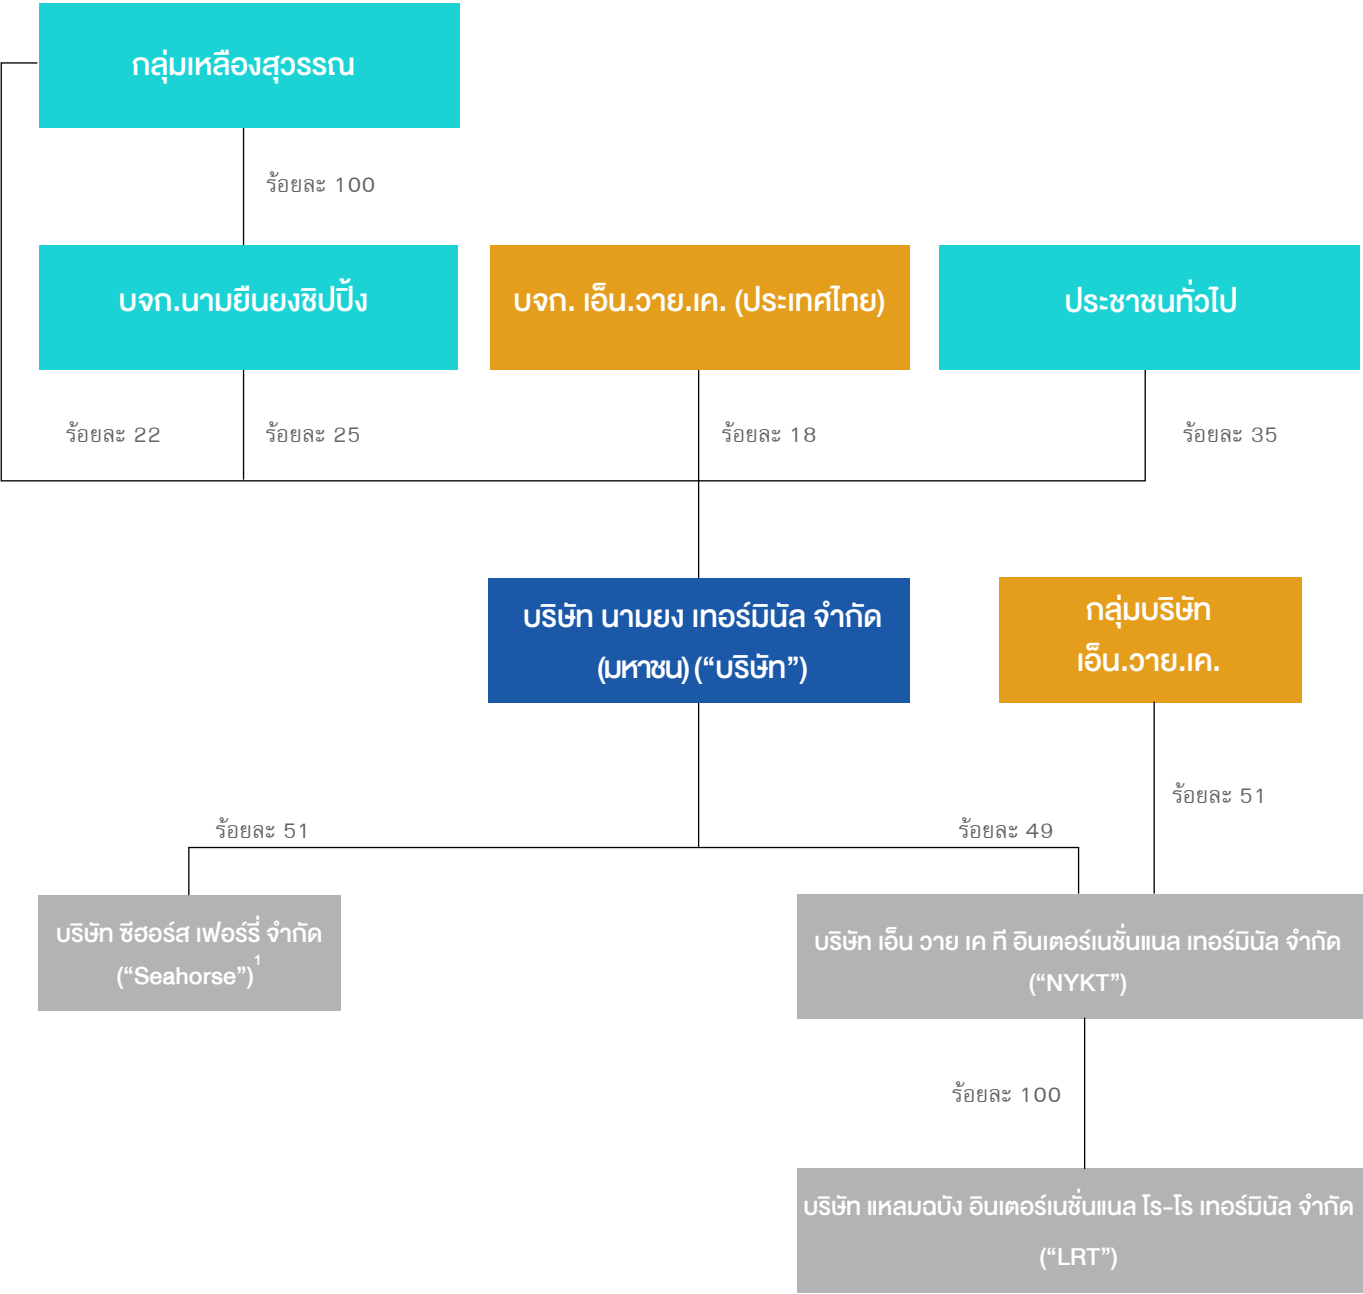 กลุ่มเหลืองสุวรรณ
ร้อยละ 100
บจก.นามยืนยงชิปปิ้ง
บจก. เอ็น.วาย.เค. (ประเทศไทย)
ประชาชนทั่วไป
ร้อยละ 22
ร้อยละ 25
ร้อยละ 18
ร้อยละ 35
บริษัท นามยง เทอร์มินัล จำกัด
(มหาชน) (“บริษัท”)
กลุ่มบริษัท
เอ็น.วาย.เค.
ร้อยละ 51
ร้อยละ 51
ร้อยละ 49
บริษัท ซีฮอร์ส เฟอร์รี่ จำกัด
(“Seahorse”)¹
บริษัท เอ็น วาย เค ที อินเตอร์เนชั่นแนล เทอร์มินัล จำกัด
(“NYKT”)
ร้อยละ 100
บริษัท แหลมฉบัง อินเตอร์เนชั่นแนล โร-โร เทอร์มินัล จำกัด
(“LRT”)